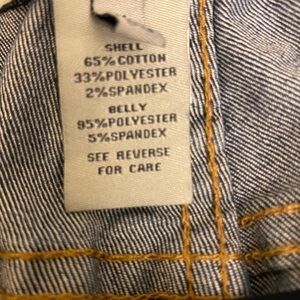 SHELL
65%COTTON
33%POLYESTER
2%SPANDEX
BELLY
95%POLYESTER
5%SPANDEX
SEE REVERSE
FOR CARE